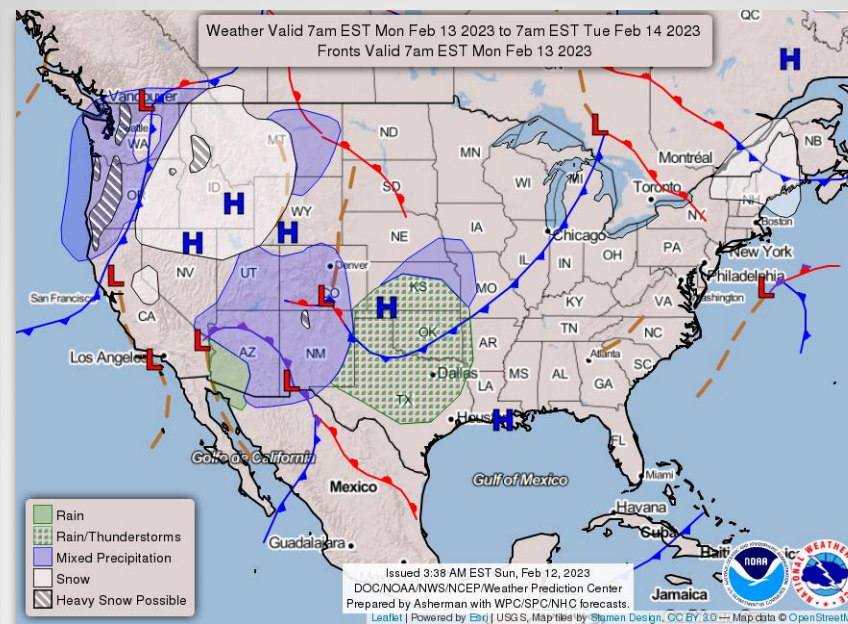 Weather Valid 7am EST Mon Feb 13 2023 to 7am EST Tue Feb 14 2023
Fronts Valid 7am EST Mon Feb 13 2023
QC
H
Vancouver
L
L
Seattle
WA
MT
ND
MN
Montréal
NB
OR
ID
SD
WI
MI
Toronto
NH
H
WY
NY
Boston
H
H
NE
IA
Chicago
PA
New York
NV
UT
Denver
IL
IN
OH
Philadelphia
L
San Francisco
CO
L
KS
MO
L
Washington
CA
H
KY
VA
L
AZ
NM
OK
AR
TN
NC
Los Angeles
L
L
Dallas
MS
AL
Atlanta
SC
TX
LA
GA
Houston
H
FL
Golfo de California
Mexico
Gulf of Mexico
Miami
Havana
Cuba
Guadalajara
Jamaica
Rain
Rain/Thunderstorms
Mixed Precipitation
Snow
Heavy Snow Possible
Issued 3:38 AM EST Sun, Feb 12, 2023
DOC/NOAA/NWS/NCEP/Weather Prediction Center
Prepared by Asherman with WPC/SPC/NHC forecasts.
NOAA
Leaflet | Powered by Esri | USGS, Map tiles by Stamen Design, CC BY 3.0 — Map data © OpenStreetM